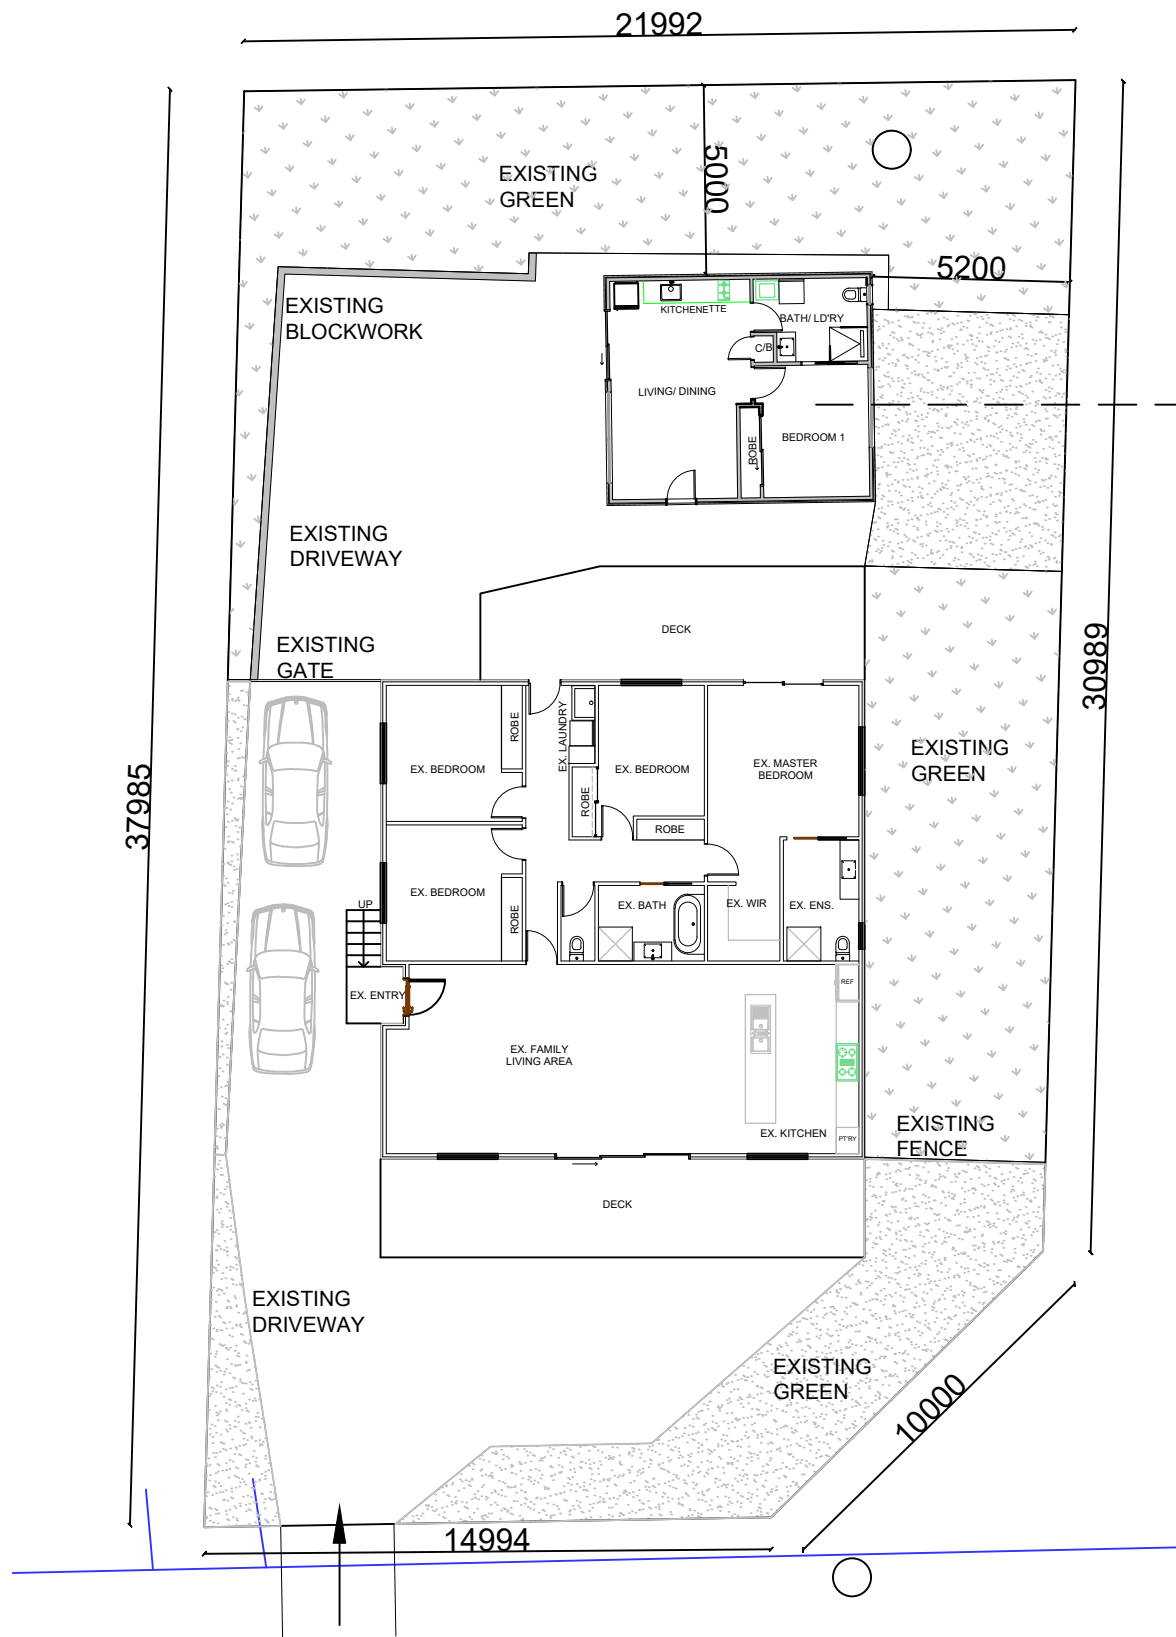 21992
EXISTING
GREEN
5000
5200
EXISTING
BLOCKWORK
KITCHENETTE
BATH/ LD'RY
C/B
LIVING/ DINING
BEDROOM 1
ROBE
EXISTING
DRIVEWAY
DECK
EXISTING
GATE
30989
37985
ROBE
EX. LAUNDRY
EX. BEDROOM
EX. BEDROOM
EX. MASTER
BEDROOM
EXISTING
GREEN
ROBE
ROBE
EX. BEDROOM
ROBE
UP
EX. BATH
EX. WIR
EX. ENS.
EX. ENTRY
REF
EX. FAMILY
LIVING AREA
EX. KITCHEN
PT'RY
EXISTING
FENCE
DECK
EXISTING
DRIVEWAY
EXISTING
GREEN
10000
14994